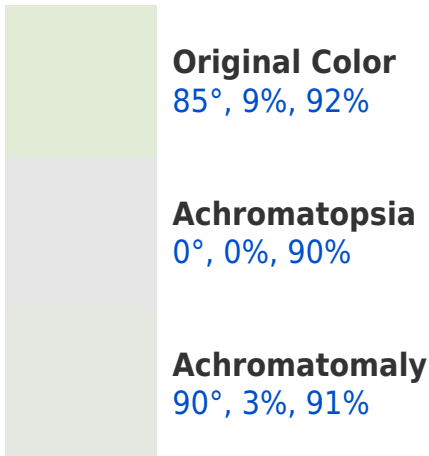 Original Color
85°, 9%, 92%
Achromatopsia
0°, 0%, 90%
Achromatomaly
90°, 3%, 91%